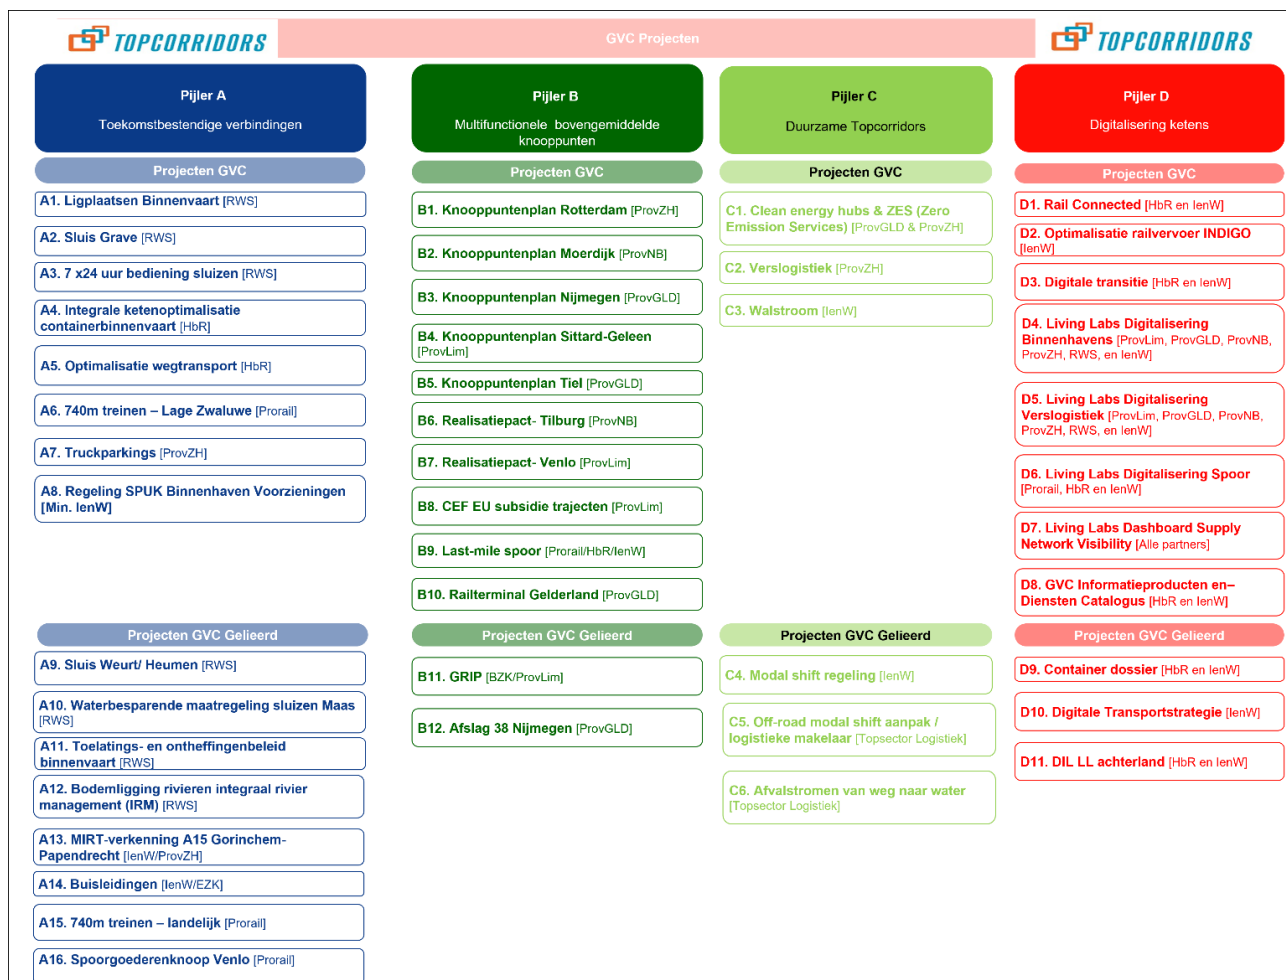 TOPCORRIDORS
GVC Projecten
TOPCORRIDORS
Pijler A
Toekomstbestendige verbindingen
Projecten GVC
A1. Ligplaatsen Binnenvaart [RWS]
A2. Sluis Grave [RWS]
A3. 7 x24 uur bediening sluizen [RWS]
A4. Integrale ketenoptimalisatie
containerbinnenvaart [HbR]
A5. Optimalisatie wegtransport [HbR]
A6. 740m treinen – Lage Zwaluwe [Prorail]
A7. Truckparkings [ProvZH]
A8. Regeling SPUK Binnenhaven Voorzieningen
[Min. IenW]
Projecten GVC Gelieerd
A9. Sluis Weurt/ Heumen [RWS]
A10. Waterbesparende maatregeling sluizen Maas
[RWS]
A11. Toelatings- en ontheffingenbeleid
binnenvaart [RWS]
A12. Bodemligging rivieren integraal rivier
management (IRM) [RWS]
A13. MIRT-verkenning A15 Gorinchem-
Papendrecht [IenW/ProvZH]
A14. Buisleidingen [IenW/EZK]
A15. 740m treinen – landelijk [Prorail]
A16. Spoorgoederenknoop Venlo [Prorail]
Pijler B
Multifunctionele bovengemiddelde
knooppunten
Projecten GVC
B1. Knooppuntenplan Rotterdam [ProvZH]
B2. Knooppuntenplan Moerdijk [ProvNB]
B3. Knooppuntenplan Nijmegen [ProvGLD]
B4. Knooppuntenplan Sittard-Geleen
[ProvLim]
B5. Knooppuntenplan Tiel [ProvGLD]
B6. Realisatiepact- Tilburg [ProvNB]
B7. Realisatiepact- Venlo [ProvLim]
B8. CEF EU subsidie trajecten [ProvLim]
B9. Last-mile spoor [Prorail/HbR/IenW]
B10. Railterminal Gelderland [ProvGLD]
Projecten GVC Gelieerd
B11. GRIP [BZK/ProvLim]
B12. Afslag 38 Nijmegen [ProvGLD]
Pijler C
Duurzame Topcorridors
Projecten GVC
C1. Clean energy hubs & ZES (Zero
Emission Services) [ProvGLD & ProvZH]
C2. Verslogistiek [ProvZH]
C3. Walstroom [IenW]
Projecten GVC Gelieerd
C4. Modal shift regeling [IenW]
C5. Off-road modal shift aanpak /
logistieke makelaar [Topsector Logistiek]
C6. Afvalstromen van weg naar water
[Topsector Logistiek]
Pijler D
Digitalisering ketens
Projecten GVC
D1. Rail Connected [HbR en IenW]
D2. Optimalisatie railvervoer INDIGO
[IenW]
D3. Digitale transitie [HbR en IenW]
D4. Living Labs Digitalisering
Binnenhavens [ProvLim, ProvGLD, ProvNB,
ProvZH, RWS, en IenW]
D5. Living Labs Digitalisering
Verslogistiek [ProvLim, ProvGLD, ProvNB,
ProvZH, RWS, en IenW]
D6. Living Labs Digitalisering Spoor
[Prorail, HbR en IenW]
D7. Living Labs Dashboard Supply
Network Visibility [Alle partners]
D8. GVC Informatieproducten en–
Diensten Catalogus [HbR en IenW]
Projecten GVC Gelieerd
D9. Container dossier [HbR en IenW]
D10. Digitale Transportstrategie [IenW]
D11. DIL LL achterland [HbR en IenW]